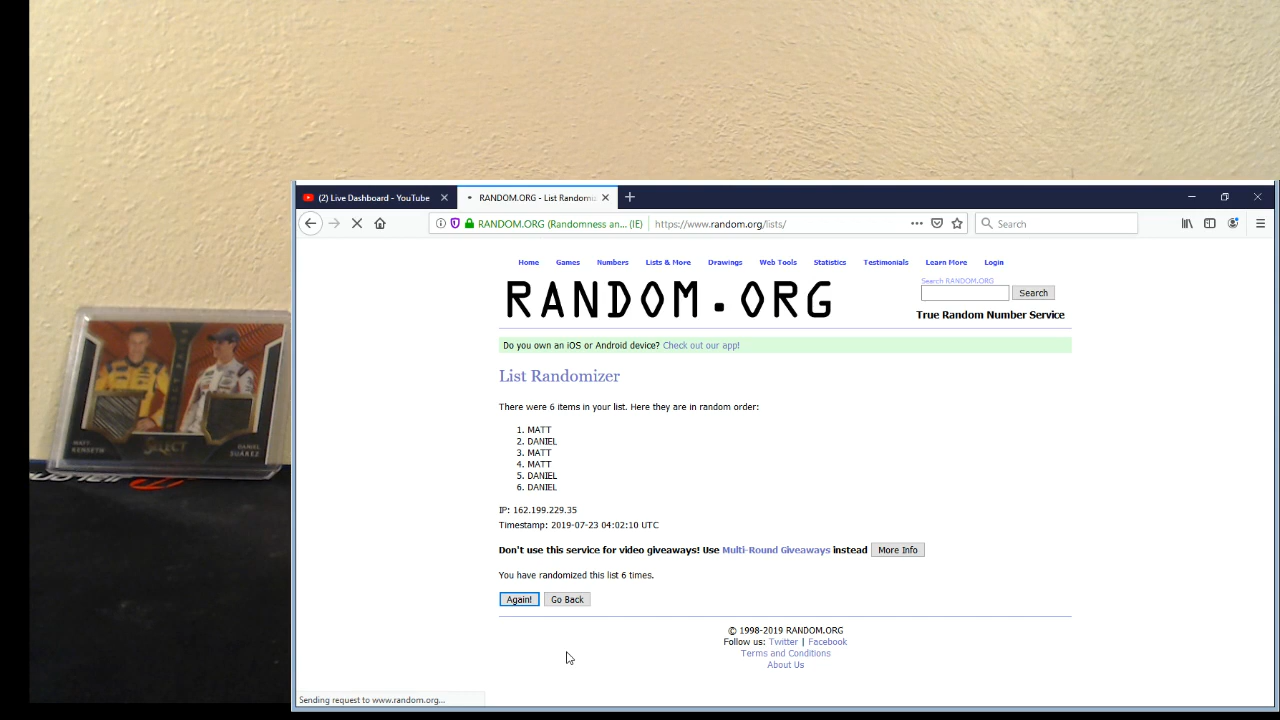 (2) Live Dashboard - YouTube
RANDOM.ORG - List Randomi
RANDOM.ORG (Randomness an... (IE)
https://www.random.org/lists/
Search
Home Games Numbers Lists & More Drawings Web Tools Statistics Testimonials Learn More Login
RANDOM.ORG
Search RANDOM.ORG
Search
True Random Number Service
Do you own an iOS or Android device? Check out our app!
List Randomizer
There were 6 items in your list. Here they are in random order:
1. MATT
2. DANIEL
3. MATT
4. MATT
5. DANIEL
6. DANIEL
IP: 162.199.229.35
Timestamp: 2019-07-23 04:02:10 UTC
Don't use this service for video giveaways! Use Multi-Round Giveaways instead More Info
You have randomized this list 6 times.
Again! Go Back
© 1998-2019 RANDOM.ORG
Follow us: Twitter | Facebook
Terms and Conditions
About Us
Sending request to www.random.org...
MATT
KENSETH
SELECT
DANIEL
SUÁREZ